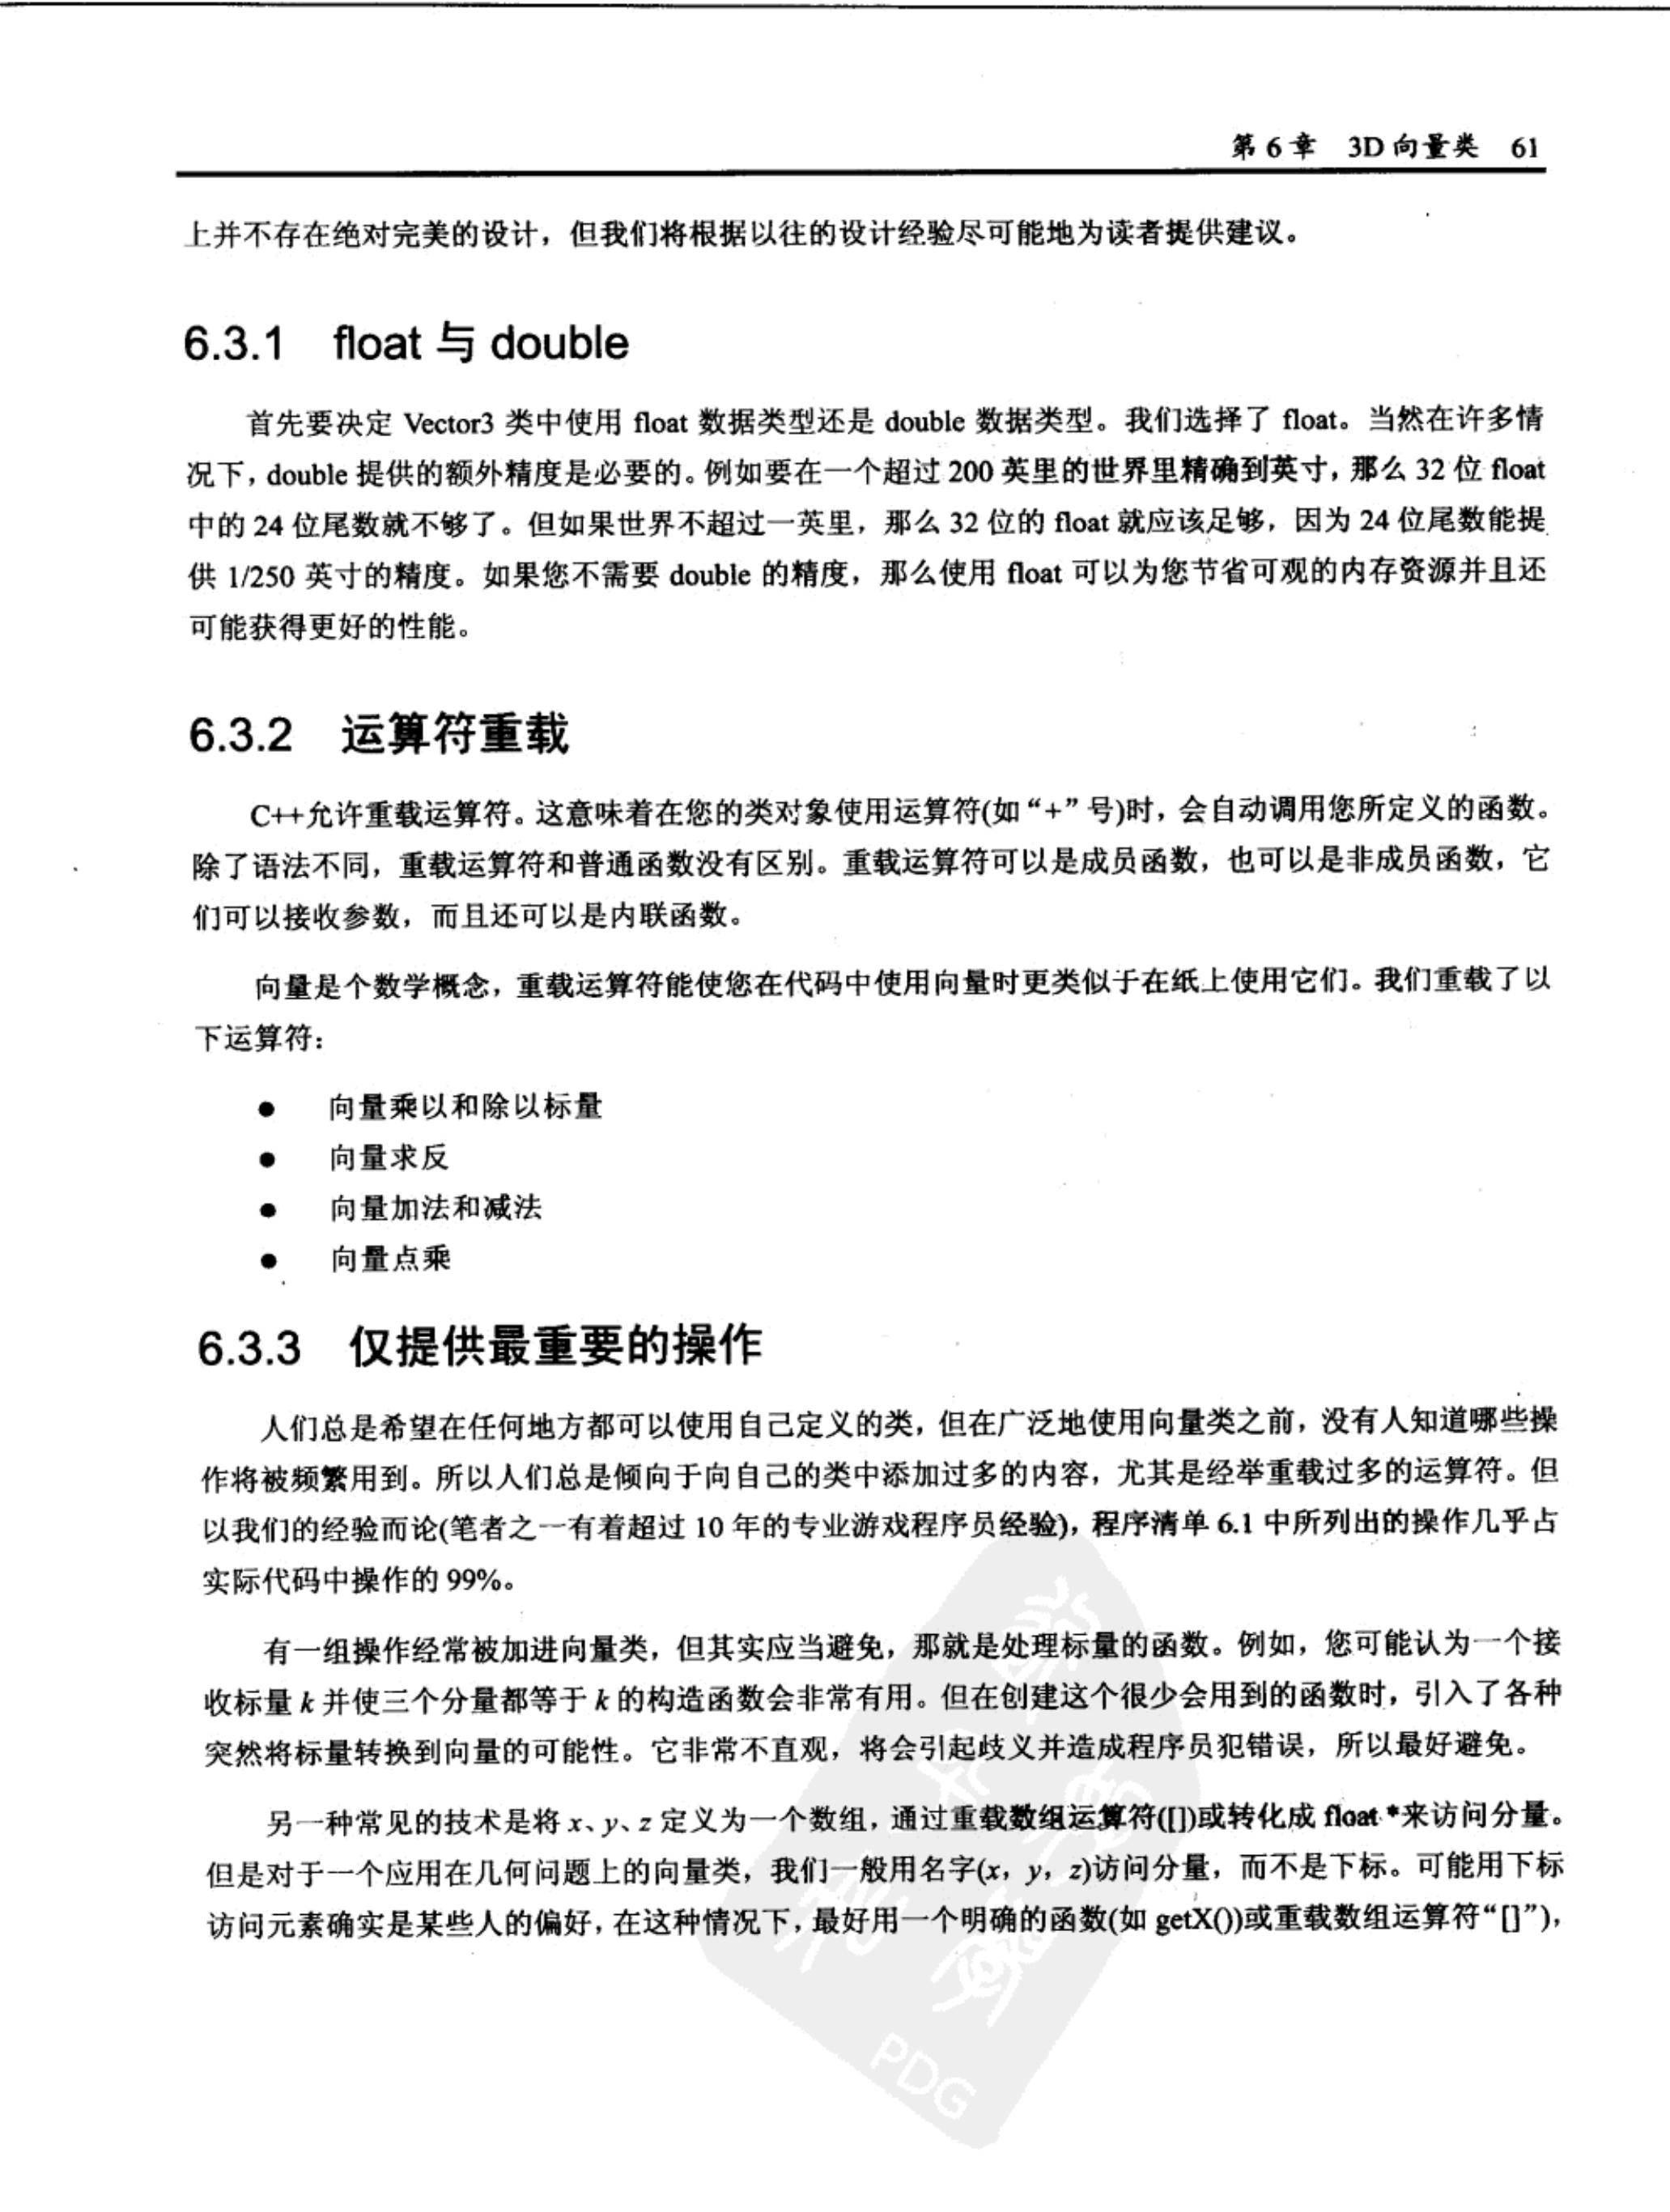 第6章 3D向量类 61
上并不存在绝对完美的设计，但我们将根据以往的设计经验尽可能地为读者提供建议。
6.3.1 float 与 double
首先要决定 Vector3 类中使用 float 数据类型还是 double 数据类型。我们选择了 float。当然在许多情
况下，double 提供的额外精度是必要的。例如要在一个超过 200 英里的世界里精确到英寸，那么 32 位 float
中的 24 位尾数就不够了。但如果世界不超过一英里，那么 32 位的 float 就应该足够，因为 24 位尾数能提
供 1/250 英寸的精度。如果您不需要 double 的精度，那么使用 float 可以为您节省可观的内存资源并且还
可能获得更好的性能。
6.3.2 运算符重载
C++允许重载运算符。这意味着在您的类对象使用运算符(如“+”号)时，会自动调用您所定义的函数。
除了语法不同，重载运算符和普通函数没有区别。重载运算符可以是成员函数，也可以是非成员函数，它
们可以接收参数，而且还可以是内联函数。
向量是个数学概念，重载运算符能使您在代码中使用向量时更类似于在纸上使用它们。我们重载了以
下运算符：
● 向量乘以和除以标量
● 向量求反
● 向量加法和减法
● 向量点乘
6.3.3 仅提供最重要的操作
人们总是希望在任何地方都可以使用自己定义的类，但在广泛地使用向量类之前，没有人知道哪些操
作将被频繁用到。所以人们总是倾向于向自己的类中添加过多的内容，尤其是经举重载过多的运算符。但
以我们的经验而论(笔者之一有着超过 10 年的专业游戏程序员经验)，程序清单 6.1 中所列出的操作几乎占
实际代码中操作的 99%。
有一组操作经常被加进向量类，但其实应当避免，那就是处理标量的函数。例如，您可能认为一个接
收标量 k 并使三个分量都等于 k 的构造函数会非常有用。但在创建这个很少会用到的函数时，引入了各种
突然将标量转换到向量的可能性。它非常不直观，将会引起歧义并造成程序员犯错误，所以最好避免。
另一种常见的技术是将 x、y、z 定义为一个数组，通过重载数组运算符([])或转化成 float *来访问分量。
但是对于一个应用在几何问题上的向量类，我们一般用名字(x，y，z)访问分量，而不是下标。可能用下标
访问元素确实是某些人的偏好，在这种情况下，最好用一个明确的函数(如 getX())或重载数组运算符“[]”)，
PDG